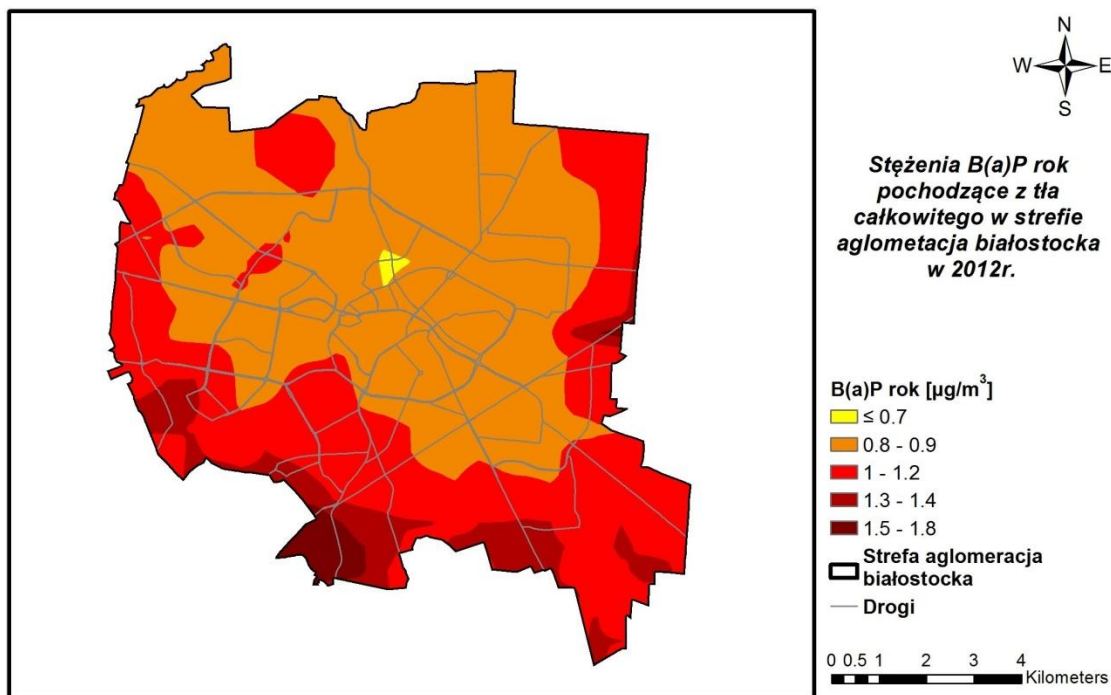 N
W E
S
Stężenia B(a)P rok
pochodzące z tła
całkowitego w strefie
aglometacja białostocka
w 2012r.
B(a)P rok [µg/m³]
≤ 0.7
0.8 - 0.9
1 - 1.2
1.3 - 1.4
1.5 - 1.8
Strefa aglomeracja
białostocka
Drogi
0 0.5 1 2 3 4
Kilometers